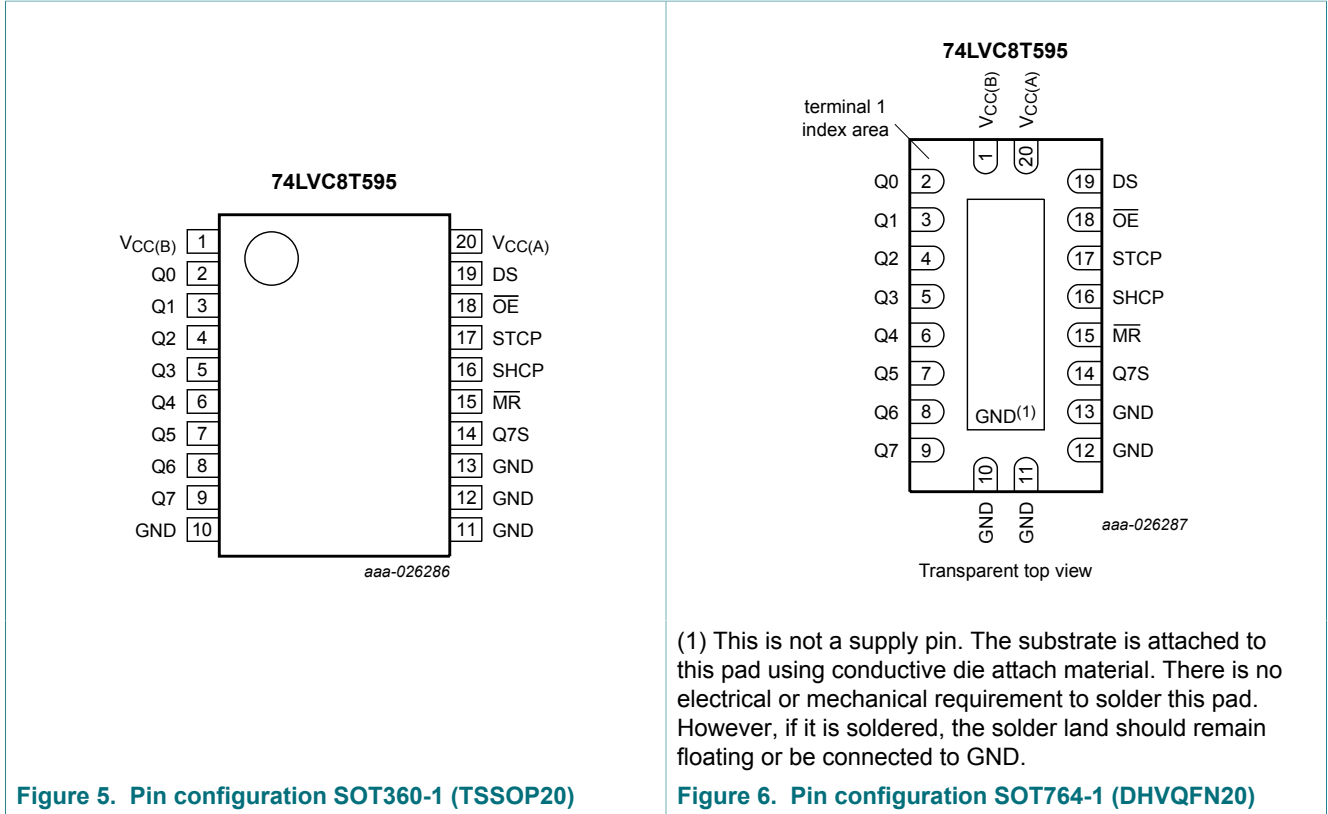 74LVC8T595
VCC(B) 1
Q0 2
Q1 3
Q2 4
Q3 5
Q4 6
Q5 7
Q6 8
Q7 9
GND 10
20 VCC(A)
19 DS
18 O̅E̅
17 STCP
16 SHCP
15 M̅R̅
14 Q7S
13 GND
12 GND
11 GND
aaa-026286
Figure 5. Pin configuration SOT360-1 (TSSOP20)
74LVC8T595
terminal 1
index area
VCC(B)
VCC(A)
1
20
Q0 2
Q1 3
Q2 4
Q3 5
Q4 6
Q5 7
Q6 8
Q7 9
19 DS
18 O̅E̅
17 STCP
16 SHCP
15 M̅R̅
14 Q7S
13 GND
12 GND
GND(1)
10
11
GND
GND
aaa-026287
Transparent top view
(1) This is not a supply pin. The substrate is attached to
this pad using conductive die attach material. There is no
electrical or mechanical requirement to solder this pad.
However, if it is soldered, the solder land should remain
floating or be connected to GND.
Figure 6. Pin configuration SOT764-1 (DHVQFN20)